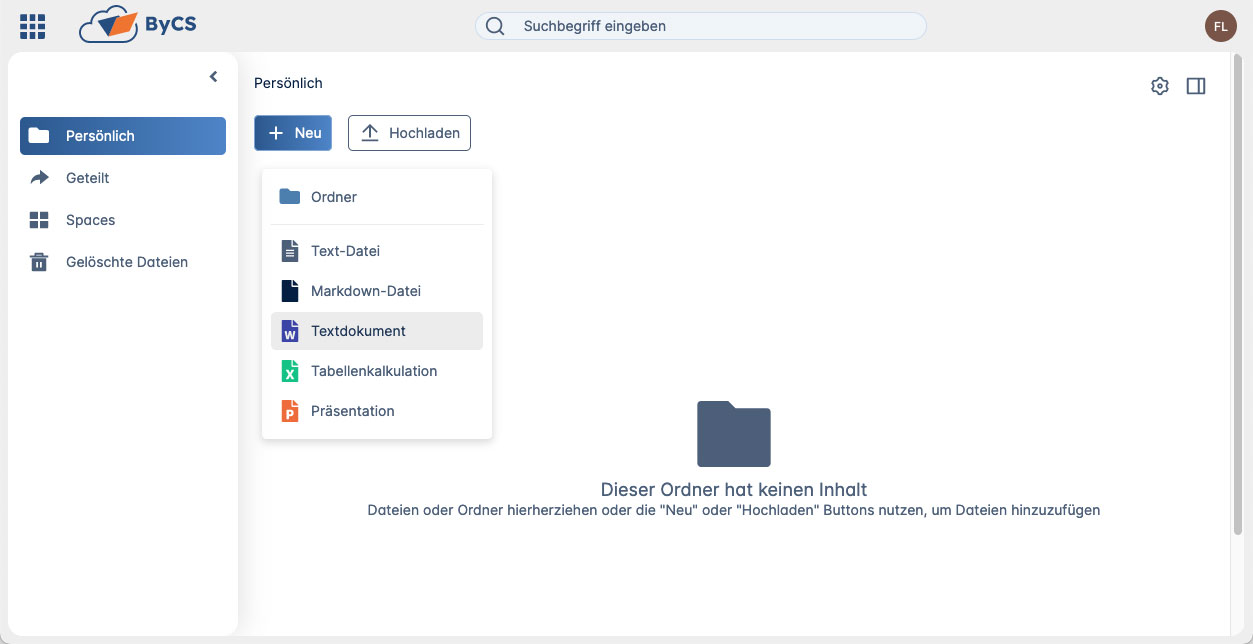 ByCS
Suchbegriff eingeben
FL
Persönlich
Geteilt
Spaces
Gelöschte Dateien
Persönlich
+ Neu
Hochladen
Ordner
Text-Datei
Markdown-Datei
W Textdokument
X Tabellenkalkulation
P Präsentation
Dieser Ordner hat keinen Inhalt
Dateien oder Ordner hierherziehen oder die "Neu" oder "Hochladen" Buttons nutzen, um Dateien hinzuzufügen